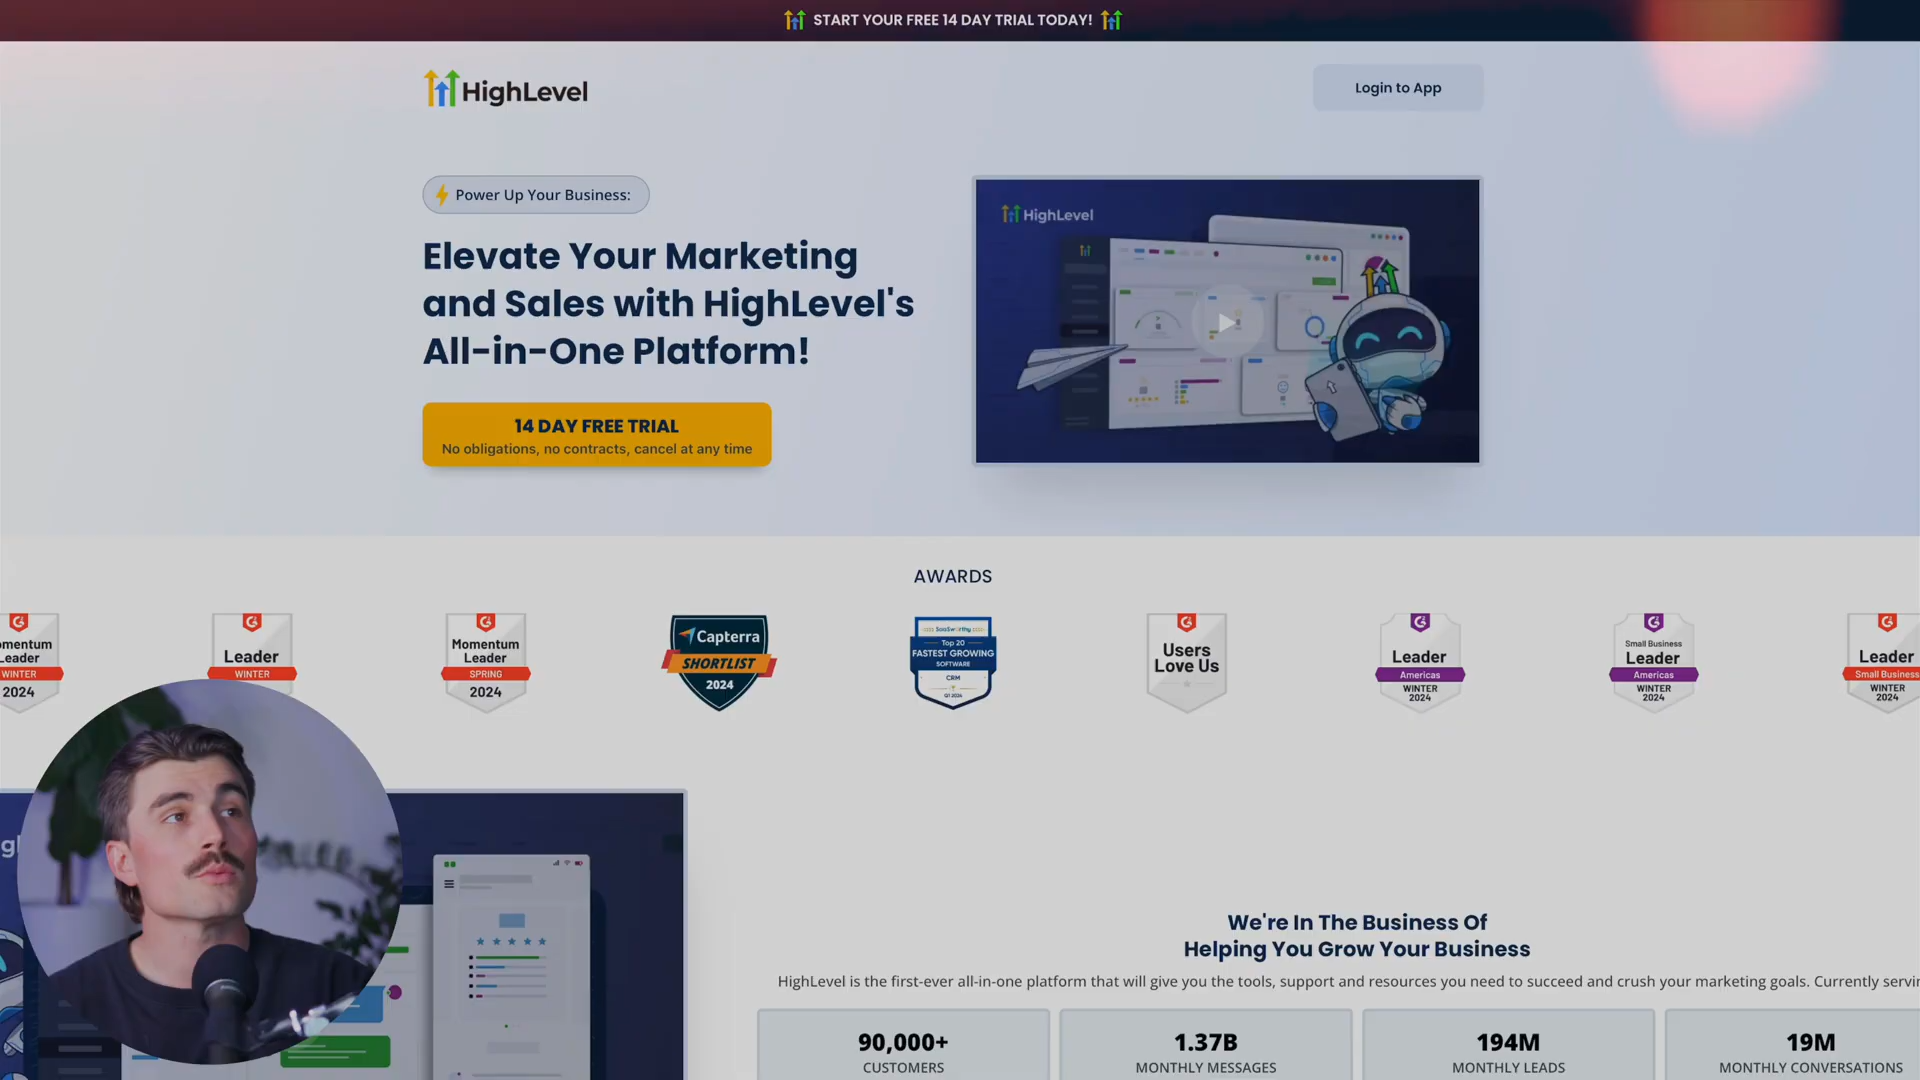 START YOUR FREE 14 DAY TRIAL TODAY!
HighLevel
Login to App
Power Up Your Business:
Elevate Your Marketing
and Sales with HighLevel's
All-in-One Platform!
14 DAY FREE TRIAL
No obligations, no contracts, cancel at any time
HighLevel
AWARDS
Leader
WINTER
2024
Leader
WINTER
Momentum
Leader
SPRING
2024
Capterra
SHORTLIST
2024
SaaSworthy
Top 20
FASTEST GROWING
SOFTWARE
CRM
Q1 2024
Users
Love Us
Leader
Americas
WINTER
2024
Small Business
Leader
Americas
WINTER
2024
Leader
Small Business
WINTER
2024
We're In The Business Of
Helping You Grow Your Business
HighLevel is the first-ever all-in-one platform that will give you the tools, support and resources you need to succeed and crush your marketing goals. Currently
90,000+
CUSTOMERS
1.37B
MONTHLY MESSAGES
194M
MONTHLY LEADS
19M
MONTHLY CONVERSATIONS